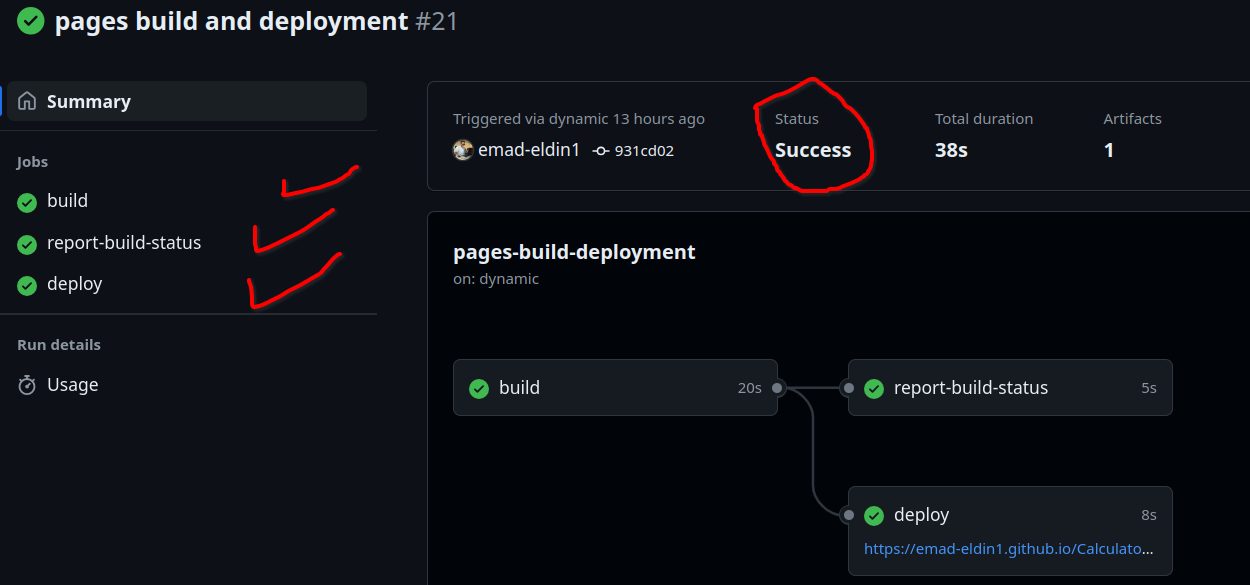 pages build and deployment #21
Summary
Jobs
build
report-build-status
deploy
Run details
Usage
Triggered via dynamic 13 hours ago
emad-eldin1 931cd02
Status
Success
Total duration
38s
Artifacts
1
pages-build-deployment
on: dynamic
build 20s
report-build-status 5s
deploy 8s
https://emad-eldin1.github.io/Calculato...